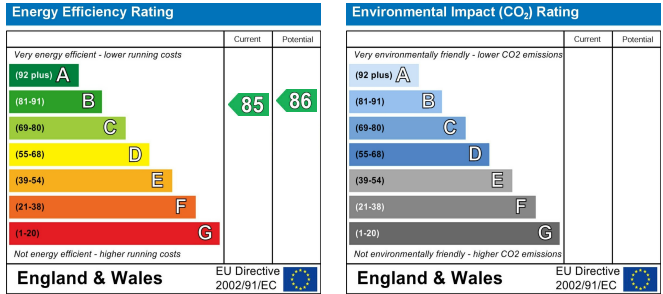 Energy Efficiency Rating
Current Potential
Very energy efficient - lower running costs
(92 plus) A
(81-91) B
(69-80) C
(55-68) D
(39-54) E
(21-38) F
(1-20) G
85
86
Not energy efficient - higher running costs
England & Wales
EU Directive
2002/91/EC
Environmental Impact (CO₂) Rating
Current Potential
Very environmentally friendly - lower CO2 emissions
(92 plus) A
(81-91) B
(69-80) C
(55-68) D
(39-54) E
(21-38) F
(1-20) G
Not environmentally friendly - higher CO2 emissions
England & Wales
EU Directive
2002/91/EC